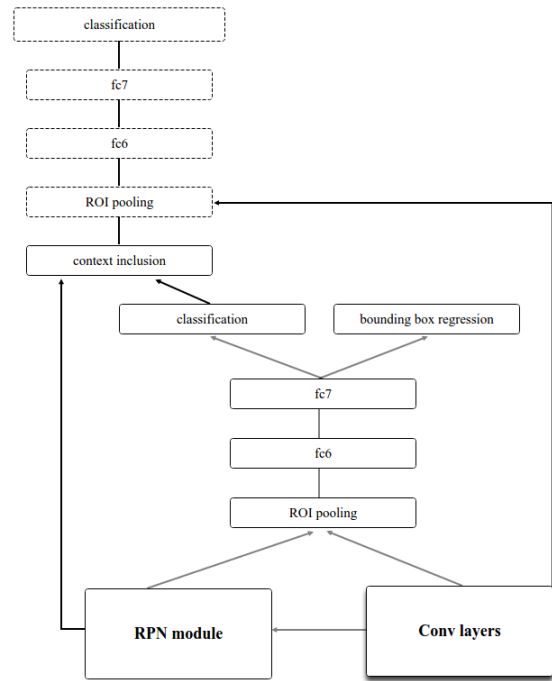 classification
fc7
fc6
ROI pooling
context inclusion
classification
bounding box regression
fc7
fc6
ROI pooling
RPN module
Conv layers